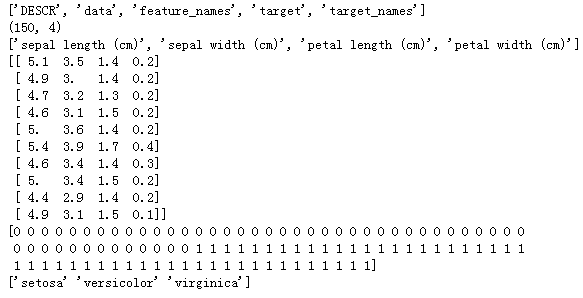 ['DESCR', 'data', 'feature_names', 'target', 'target_names']
(150, 4)
['sepal length (cm)', 'sepal width (cm)', 'petal length (cm)', 'petal width (cm)']
[[ 5.1  3.5  1.4  0.2]
 [ 4.9  3.   1.4  0.2]
 [ 4.7  3.2  1.3  0.2]
 [ 4.6  3.1  1.5  0.2]
 [ 5.   3.6  1.4  0.2]
 [ 5.4  3.9  1.7  0.4]
 [ 4.6  3.4  1.4  0.3]
 [ 5.   3.4  1.5  0.2]
 [ 4.4  2.9  1.4  0.2]
 [ 4.9  3.1  1.5  0.1]]
[0 0 0 0 0 0 0 0 0 0 0 0 0 0 0 0 0 0 0 0 0 0 0 0 0 0 0 0 0 0 0 0 0 0 0 0 0
 0 0 0 0 0 0 0 0 0 0 0 0 0 1 1 1 1 1 1 1 1 1 1 1 1 1 1 1 1 1 1 1 1 1 1 1 1
 1 1 1 1 1 1 1 1 1 1 1 1 1 1 1 1 1 1 1 1 1 1 1 1 1 1]
['setosa' 'versicolor' 'virginica']